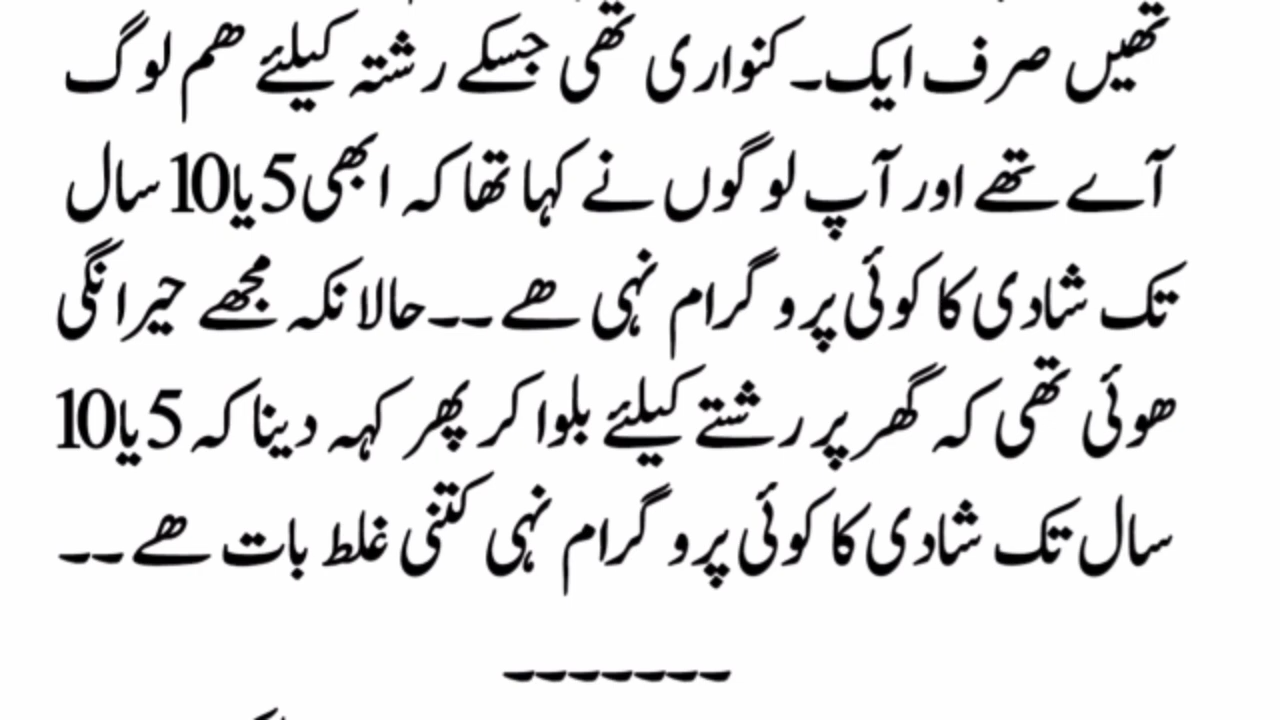 تھیں صرف ایک۔ کنواری تھی جسکے رشتہ کیلئے ھم لوگ
آے تھے اور آپ لوگوں نے کہا تھا کہ ابھی 5 یا 10 سال
تک شادی کا کوئی پروگرام نہی ھے۔۔حالانکہ مجھے حیرانگی
ھوئی تھی کہ گھر پر رشتے کیلئے بلوا کر پھر کہہ دینا کہ 5 یا 10
سال تک شادی کا کوئی پروگرام نہی کتنی غلط بات ھے۔۔
۔۔۔۔۔۔۔